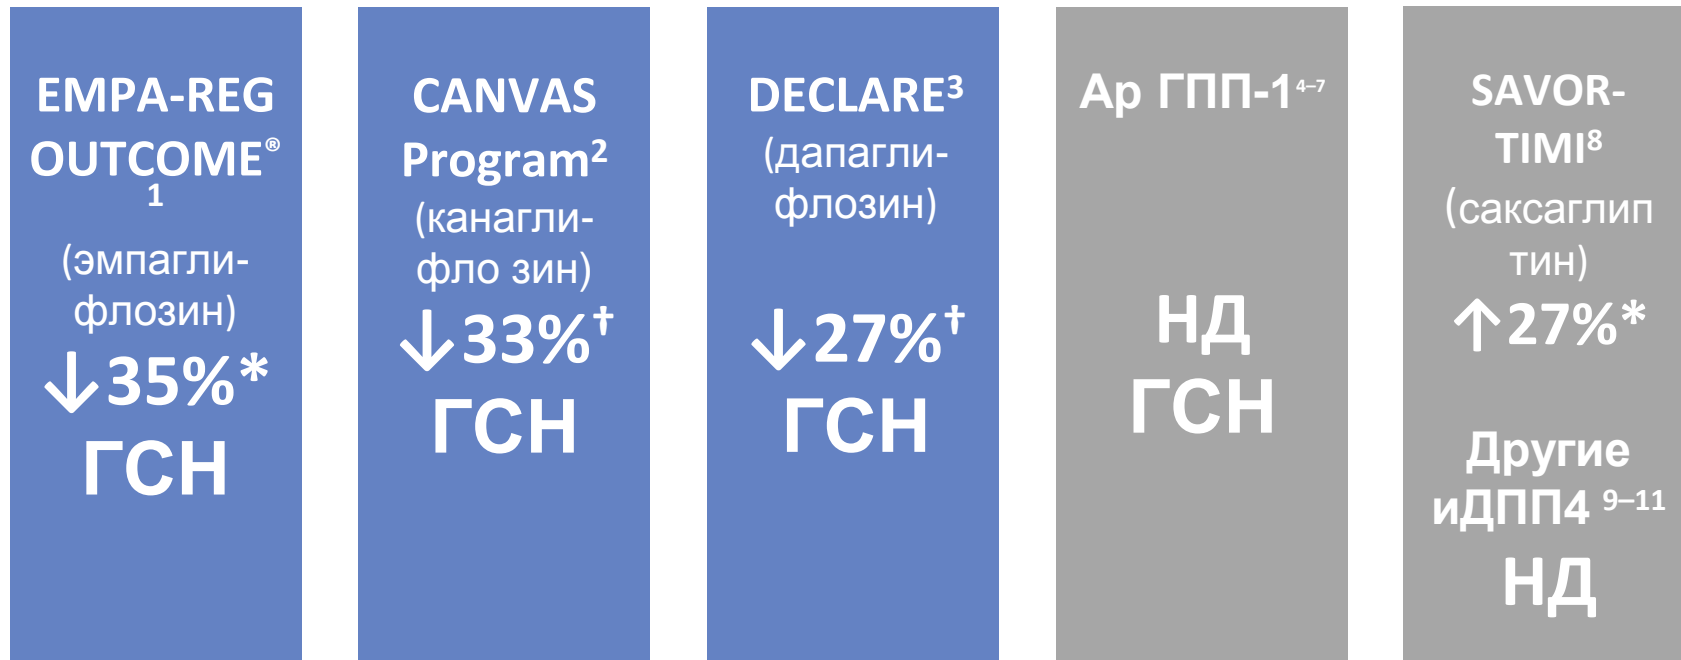 EMPA-REG
OUTCOME®
1
(эмпагли-
флозин)
↓35%*
ГСН
CANVAS
Program2
(канагли-
фло зин)
↓33%†
ГСН
DECLARE3
(дапагли-
флозин)
↓27%†
ГСН
Ар ГПП-14–7
НД
ГСН
SAVOR-
TIMI8
(саксаглип
тин)
↑27%*
Другие
иДПП4 9–11
НД